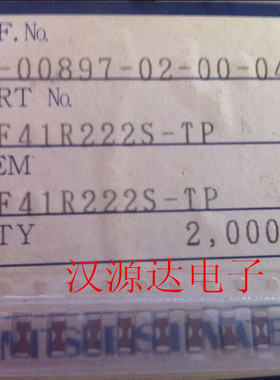 F.No.
-00897-02-00-04
RT No.
F41R222S-TP
EM
F41R222S-TP
TY 2,000
汉源达电子